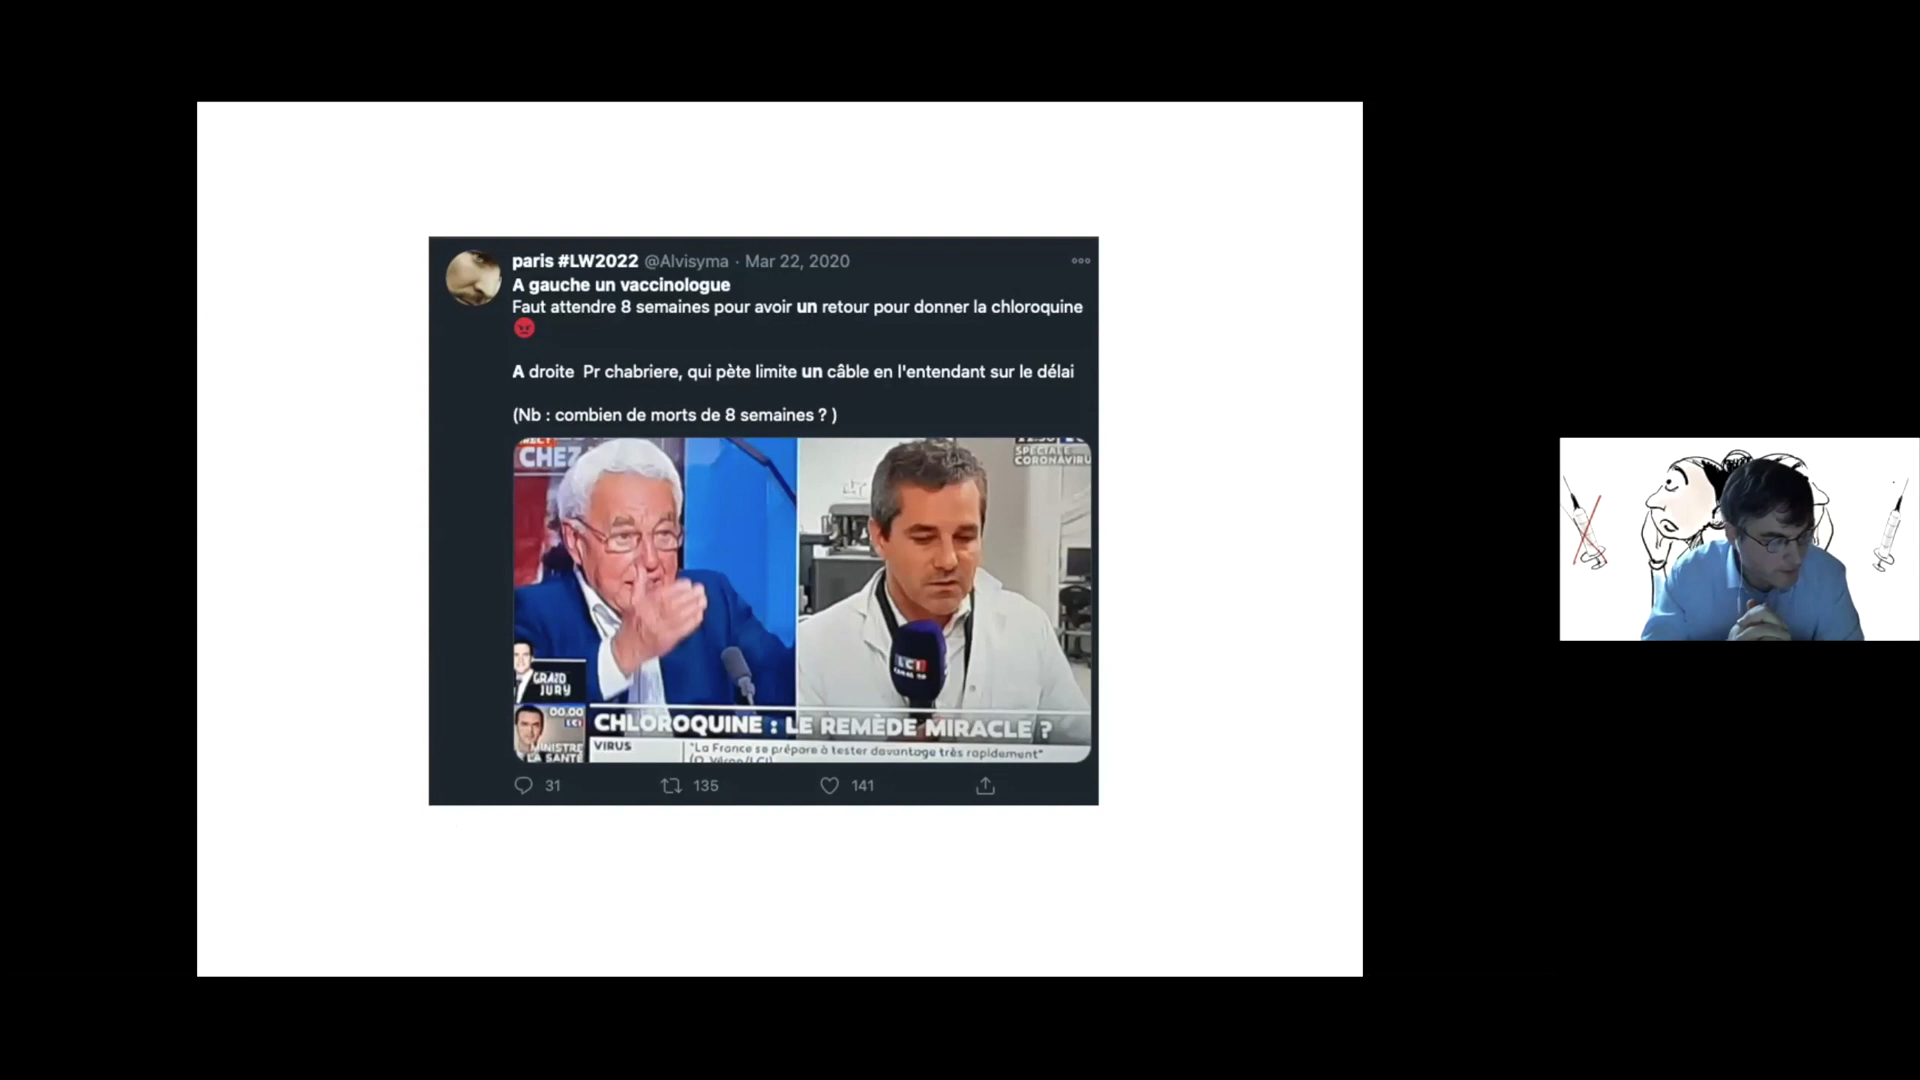 paris #LW2022 @Alvisyma · Mar 22, 2020
A gauche un vaccinologue
Faut attendre 8 semaines pour avoir un retour pour donner la chloroquine
A droite Pr chabriere, qui pète limite un câble en l'entendant sur le délai
(Nb : combien de morts de 8 semaines ? )
CHEZ
SPÉCIALE
CORONAVIRU
LCI
GRAND
JURY
00.00
LCI
MINISTRE
LA SANTÉ
CHLOROQUINE : LE REMÈDE MIRACLE ?
VIRUS
"La France se prépare à tester davantage très rapidement"
31
135
141